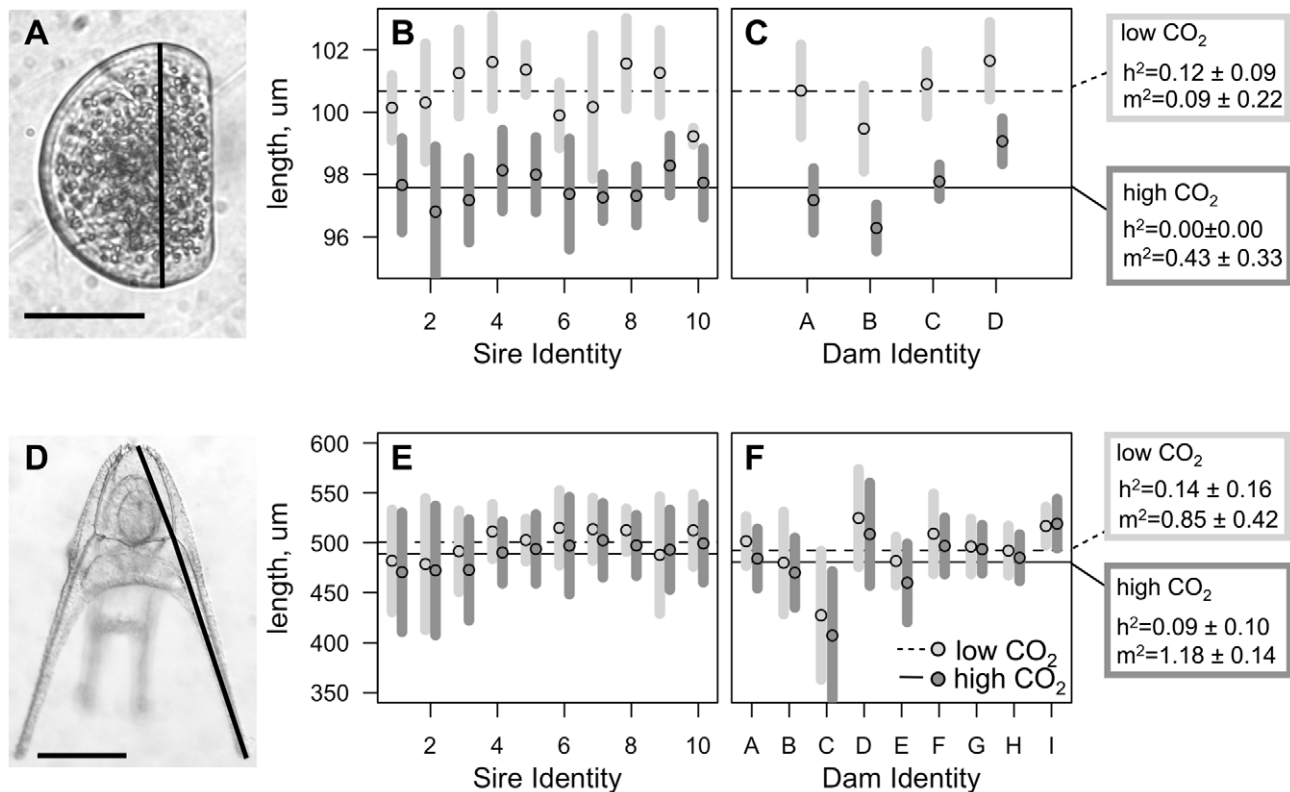 A
B
C
length, um
102
100
98
96
2
4
6
8
10
Sire Identity
A
B
C
D
Dam Identity
low CO₂
h²=0.12 ± 0.09
m²=0.09 ± 0.22
high CO₂
h²=0.00±0.00
m²=0.43 ± 0.33
D
E
F
length, um
600
550
500
450
400
350
2
4
6
8
10
Sire Identity
low CO₂
high CO₂
A
B
C
D
E
F
G
H
I
Dam Identity
low CO₂
h²=0.14 ± 0.16
m²=0.85 ± 0.42
high CO₂
h²=0.09 ± 0.10
m²=1.18 ± 0.14